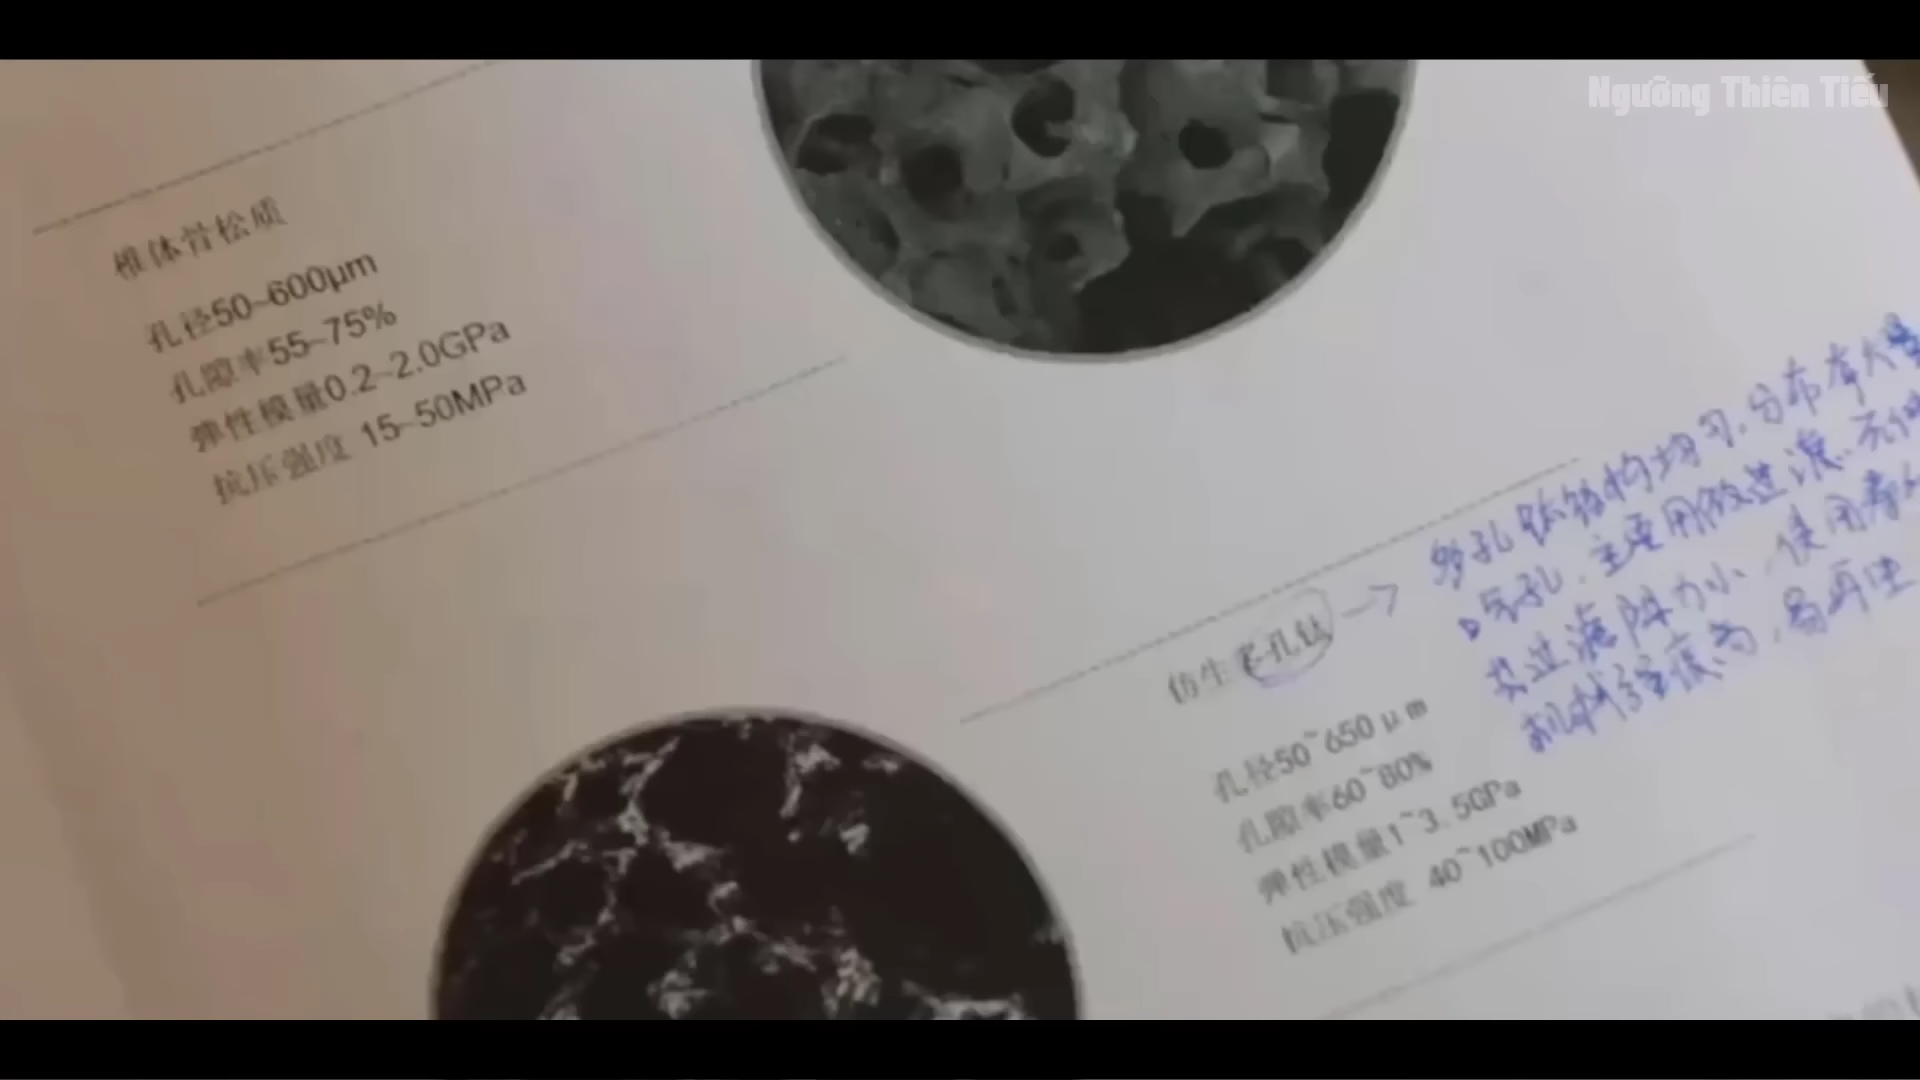 Ngưỡng Thiên Tiếu
椎体骨松质
孔径50~600μm
孔隙率55~75%
弹性模量0.2~2.0GPa
抗压强度 15~50MPa
仿生多孔钛
孔径50~650μm
孔隙率60~80%
弹性模量1~3.5GPa
抗压强度 40~100MPa
多孔钛结构均匀,分布有大量
气孔,主要用做过滤.
其过滤阻力小,使用寿
机械强度高,易再生